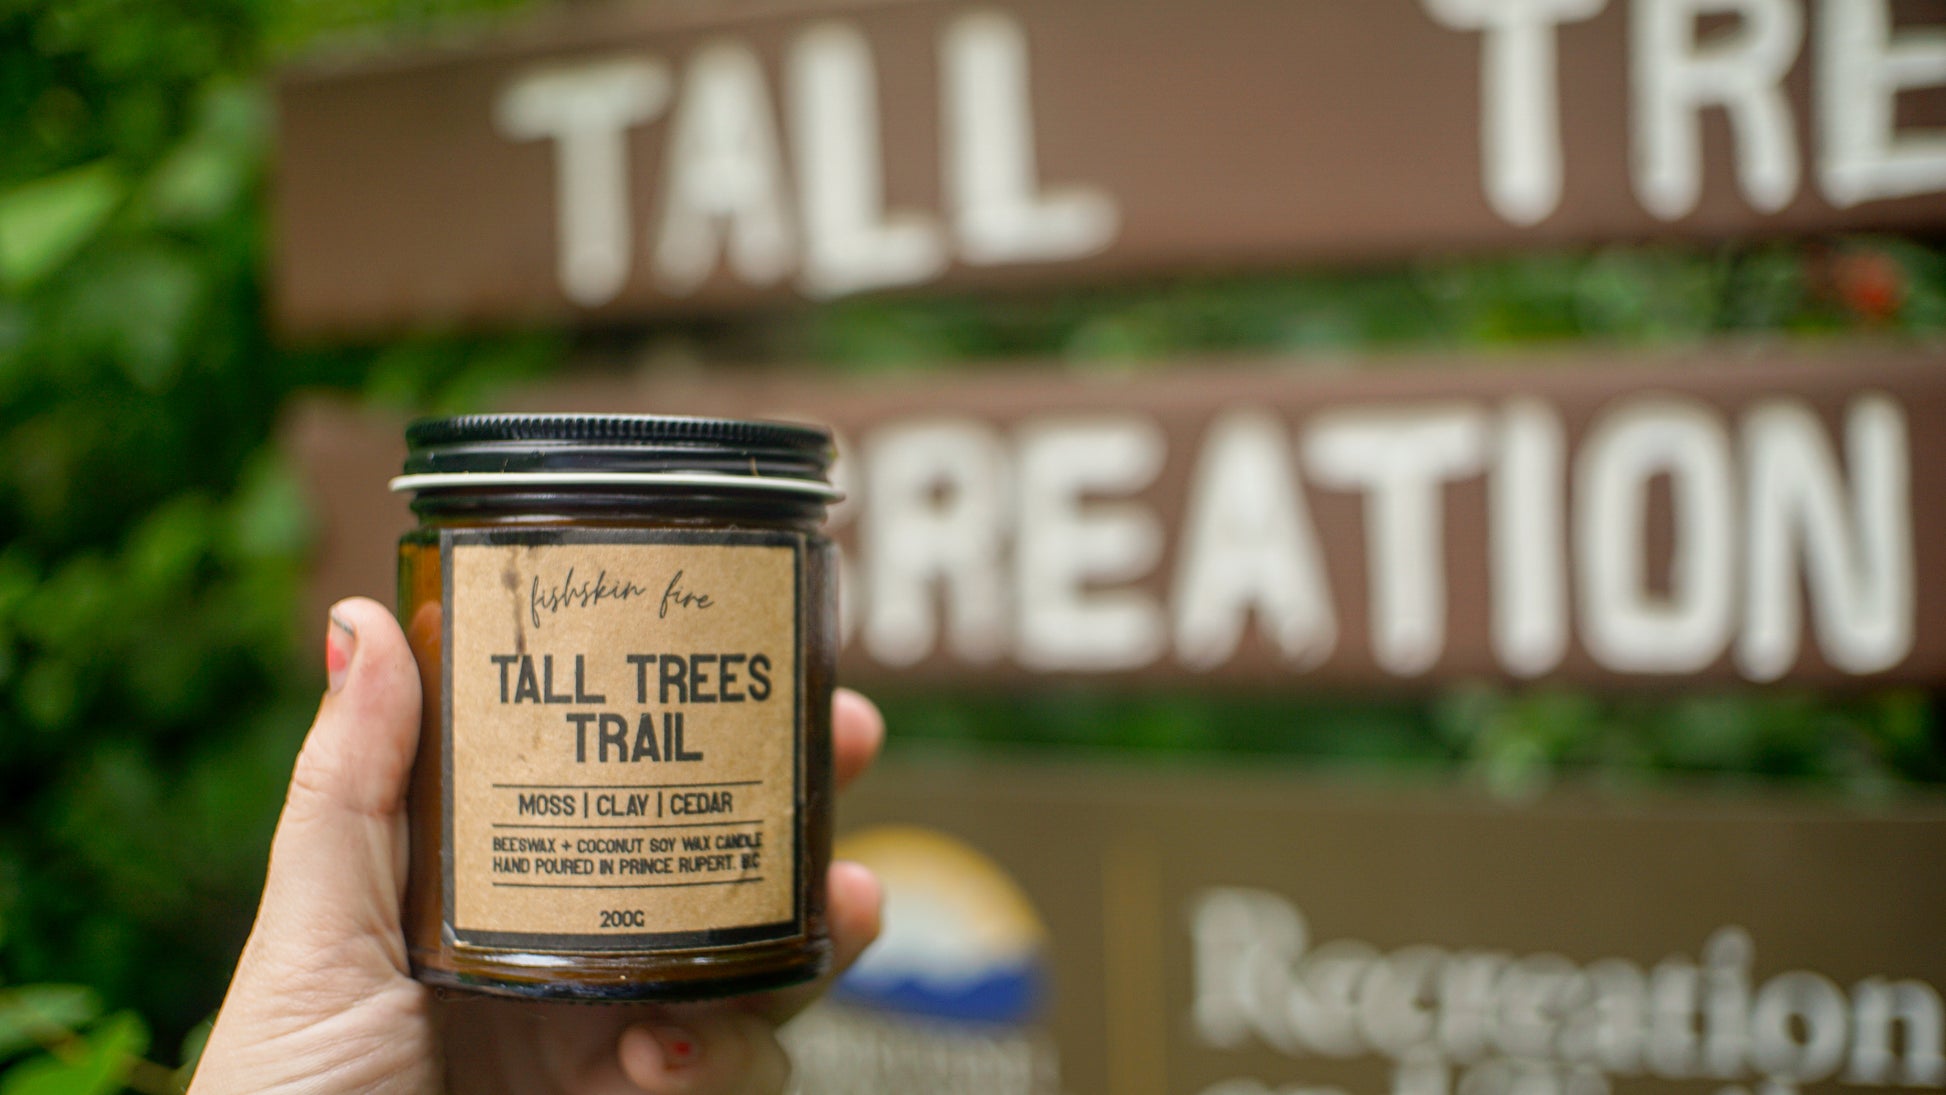 TALL TRE
REATION
fishskin fire
TALL TREES
TRAIL
MOSS | CLAY | CEDAR
BEESWAX + COCONUT SOY WAX CANDLE
HAND POURED IN PRINCE RUPERT, BC
200G
Recreation